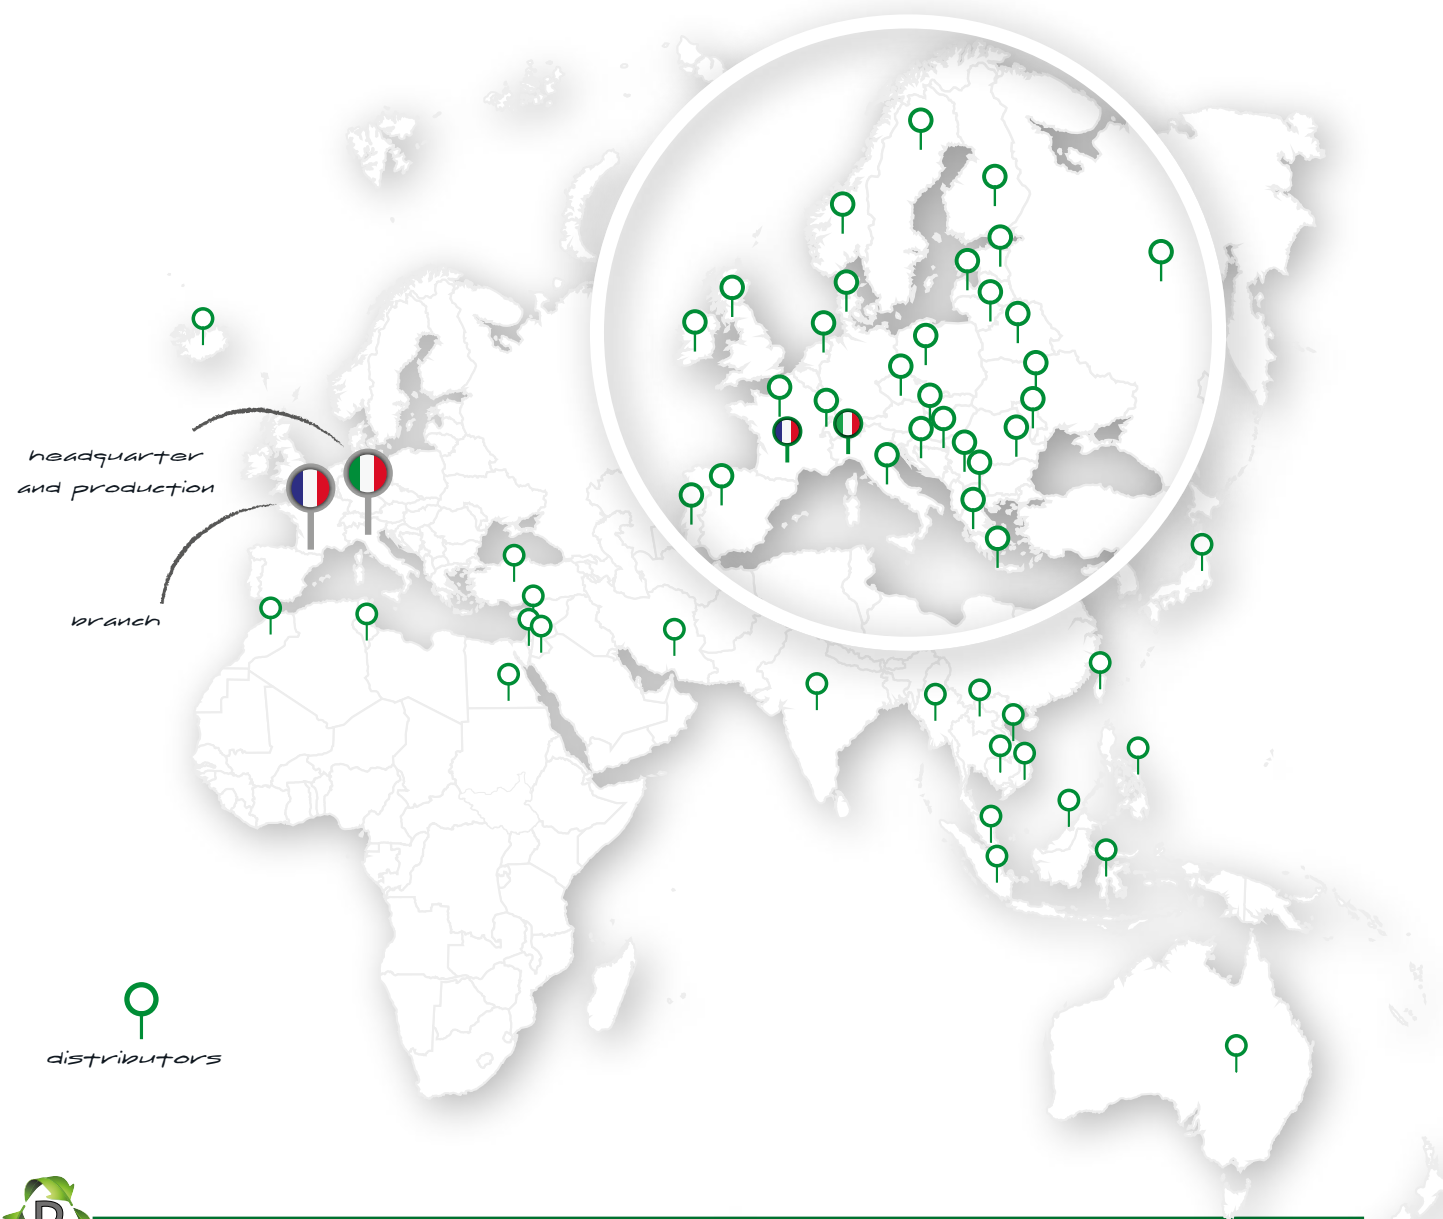 headquarter
and production
branch
distributors